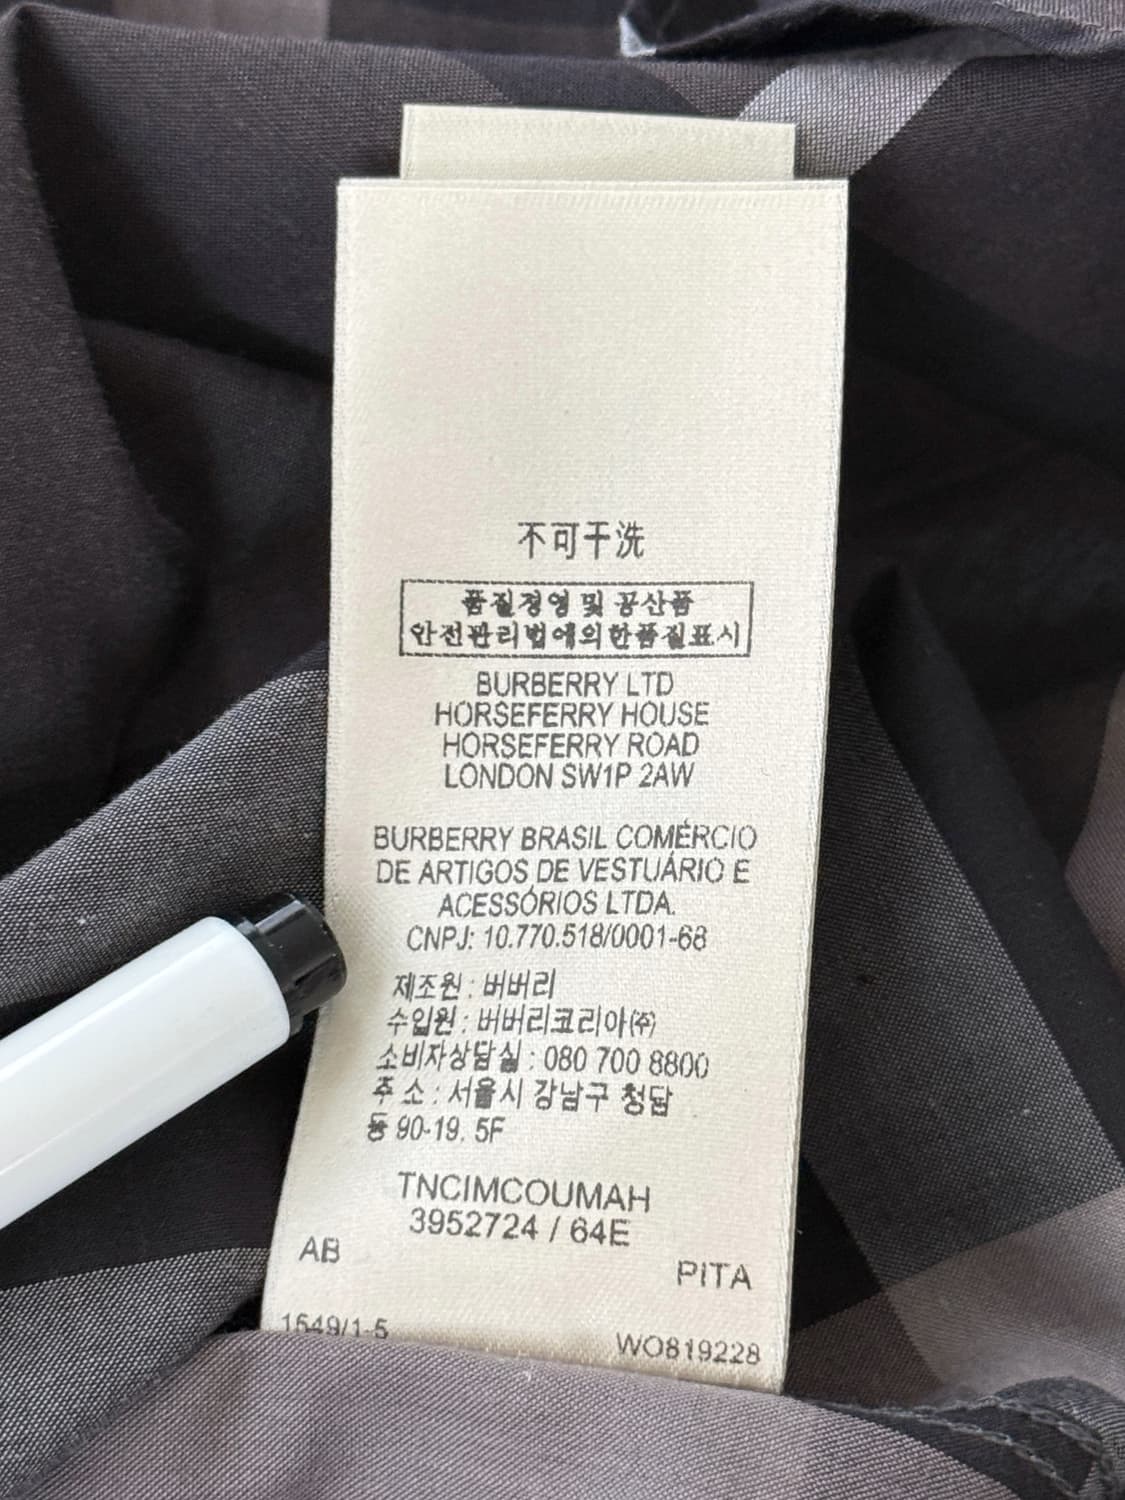 不可干洗
품질경영 및 공산품
안전관리법에의한품질표시
BURBERRY LTD
HORSEFERRY HOUSE
HORSEFERRY ROAD
LONDON SW1P 2AW
BURBERRY BRASIL COMÉRCIO
DE ARTIGOS DE VESTUÁRIO E
ACESSÓRIOS LTDA.
CNPJ: 10.770.518/0001-68
제조원 : 버버리
수입원 : 버버리코리아(주)
소비자상담실 : 080 700 8800
주 소 : 서울시 강남구 청담
동 90-19. 5F
TNCIMCOUMAH
3952724 / 64E
AB
PITA
1549/1-5
WO819228